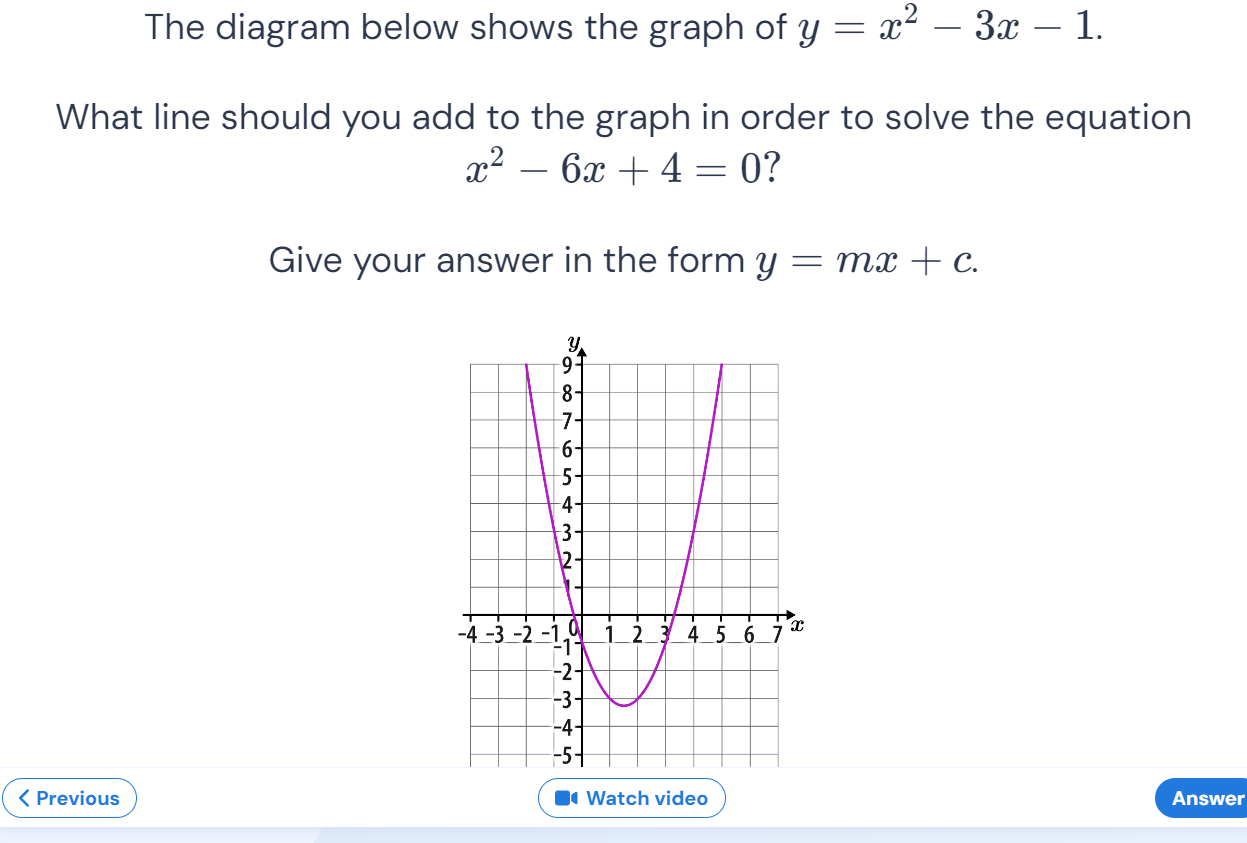 The diagram below shows the graph of y = x² − 3x − 1.
What line should you add to the graph in order to solve the equation
x² − 6x + 4 = 0?
Give your answer in the form y = mx + c.
y
9
8
7
6
5
4
3
2
1
-4 -3 -2 -1 0 1 2 3 4 5 6 7 x
-1
-2
-3
-4
-5
Previous
Watch video
Answer